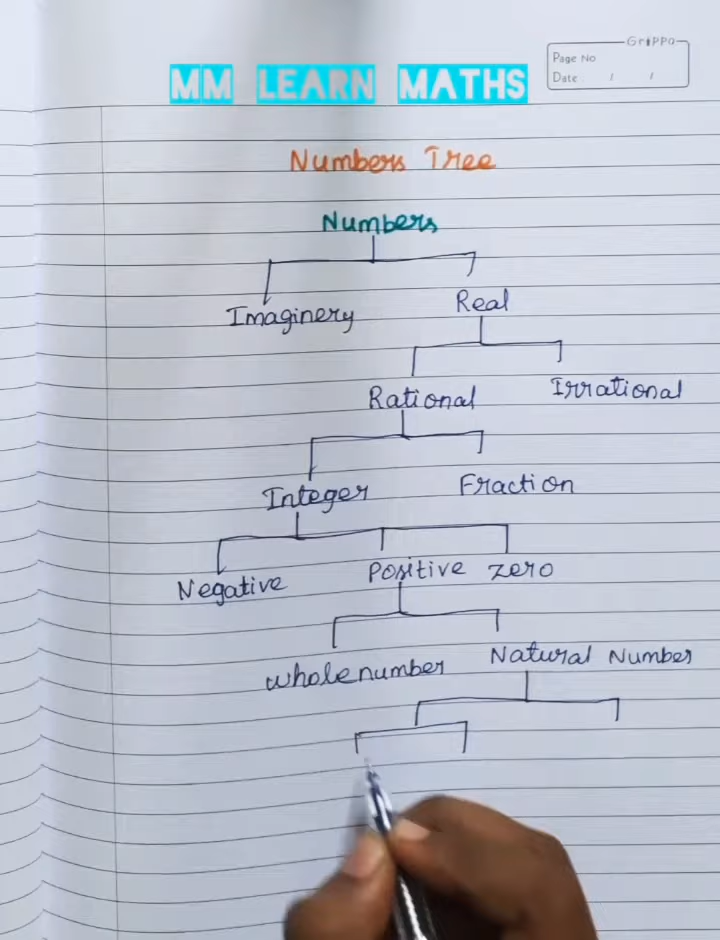 Grippo
Page No
Date / /
MM LEARN MATHS
Numbers Tree
Numbers
Imaginery Real
Rational Irrational
Integer Fraction
Negative Positive zero
whole number Natural Number